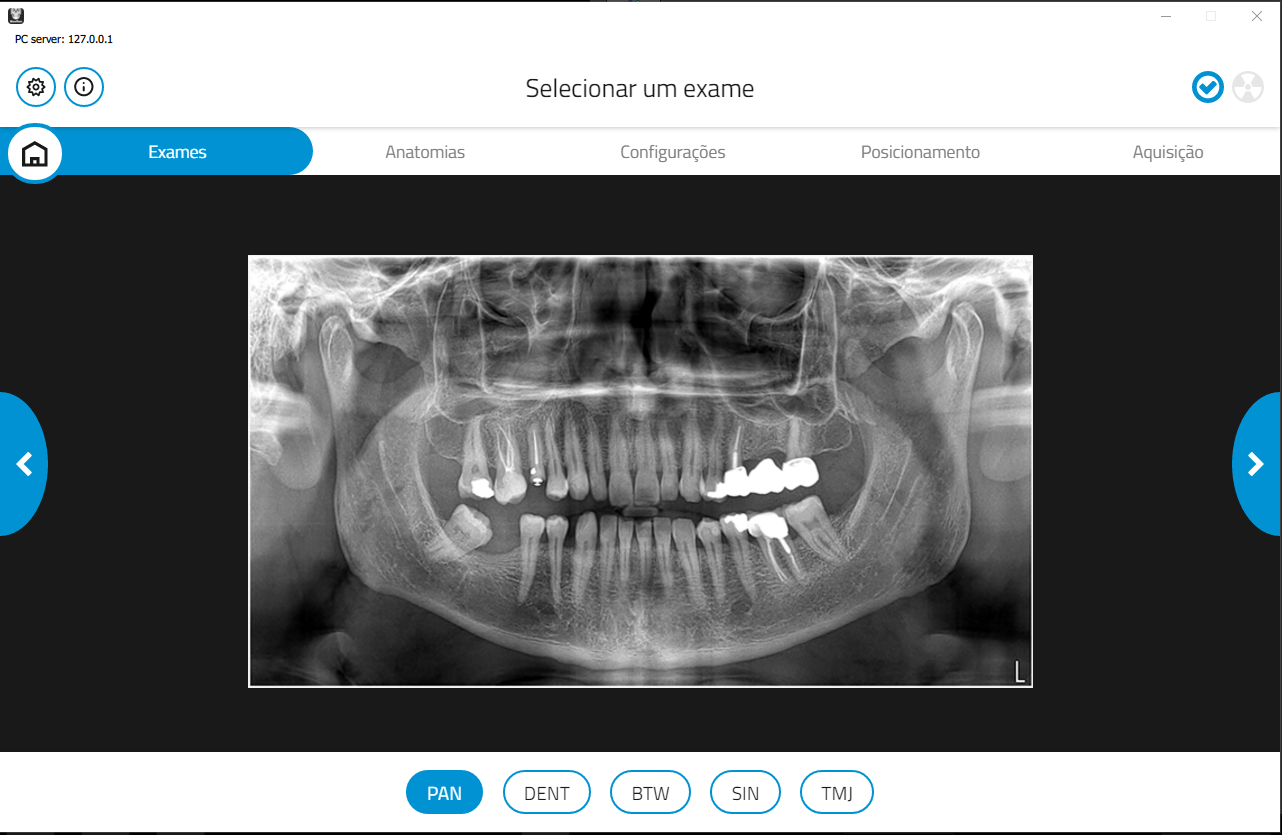 PC server: 127.0.0.1
Selecionar um exame
Exames Anatomias Configurações Posicionamento Aquisição
L
PAN DENT BTW SIN TMJ